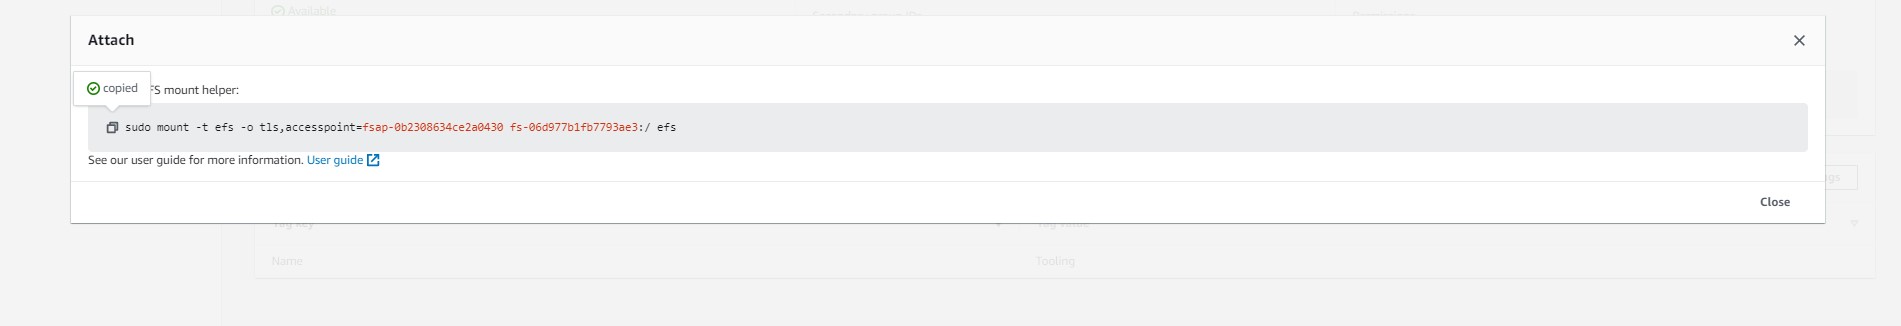 Available
Attach
copied
FS mount helper:
sudo mount -t efs -o tls,accesspoint=fsap-0b2308634ce2a0430 fs-06d977b1fb7793ae3:/ efs
See our user guide for more information. User guide
Close
Tag key
Tag value
Name
Tooling